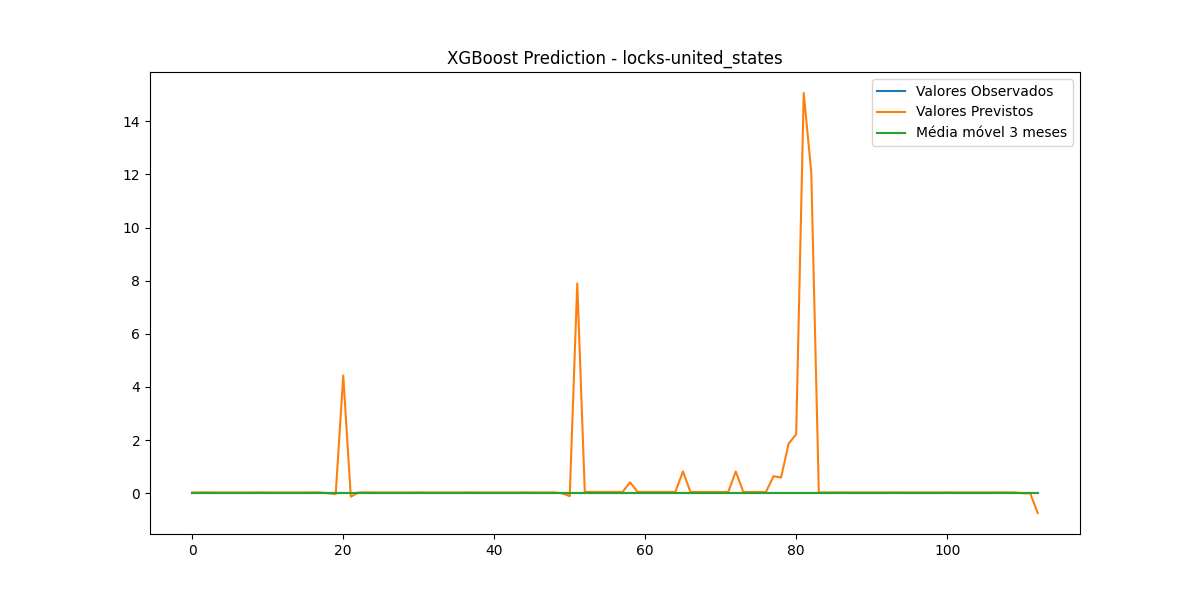 XGBoost Prediction - locks-united_states
Valores Observados
Valores Previstos
Média móvel 3 meses
14
12
10
8
6
4
2
0
0 20 40 60 80 100